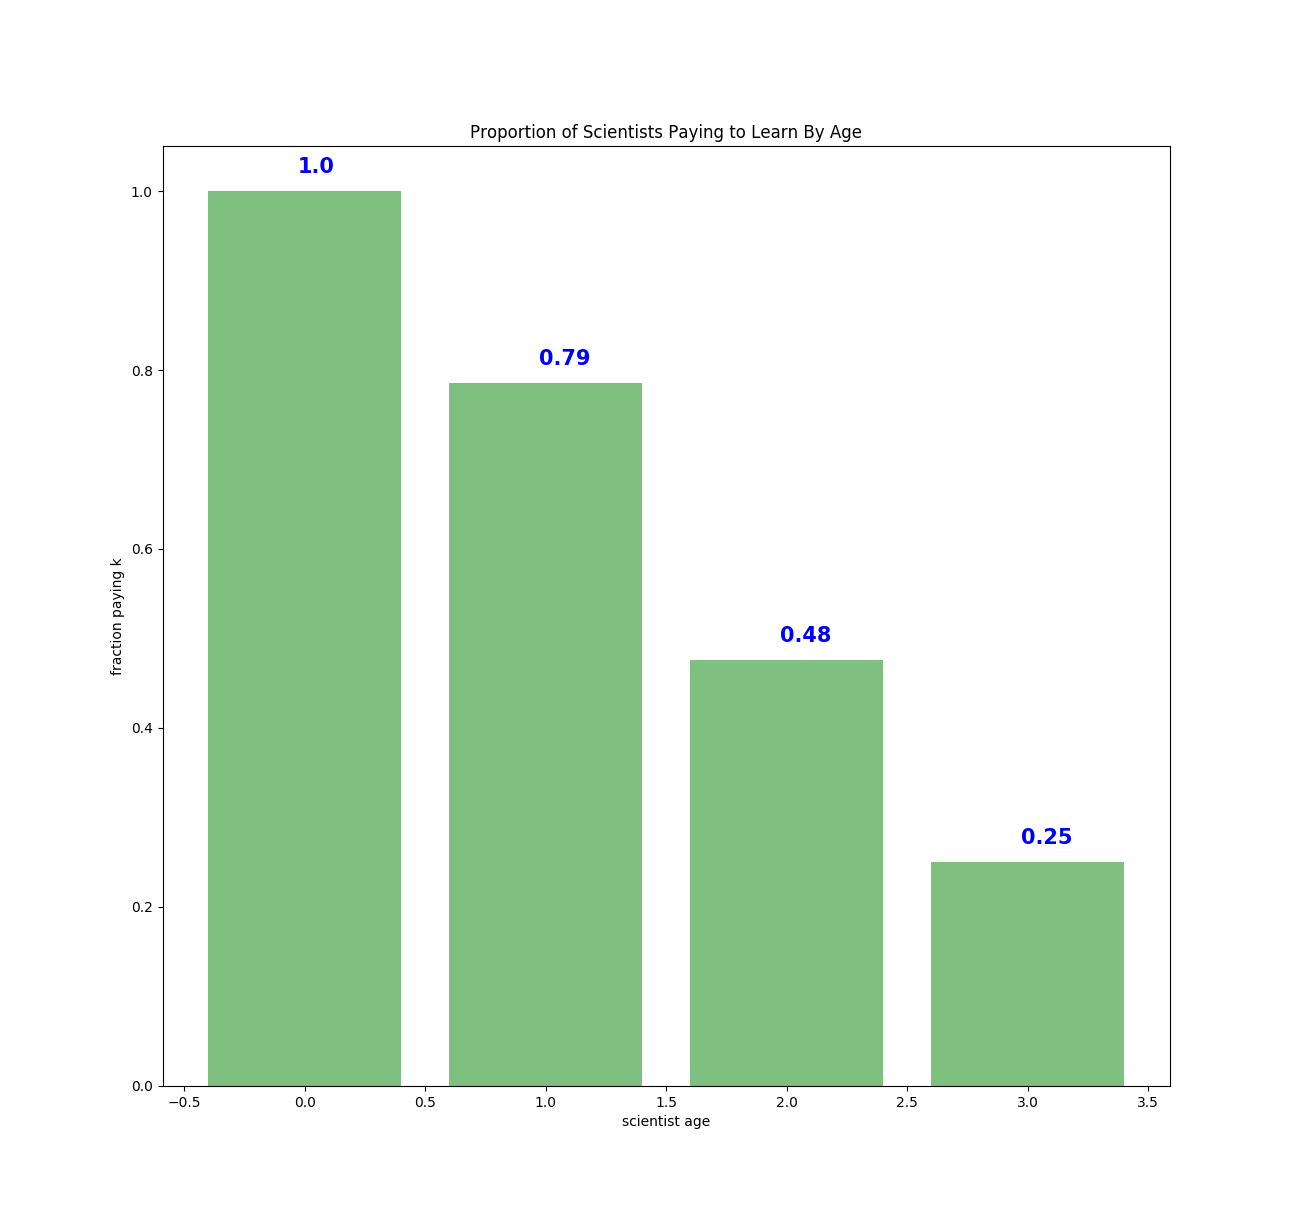 Proportion of Scientists Paying to Learn By Age
1.0
0.79
0.48
0.25
1.0
0.8
0.6
0.4
0.2
0.0
fraction paying k
−0.5 0.0 0.5 1.0 1.5 2.0 2.5 3.0 3.5
scientist age